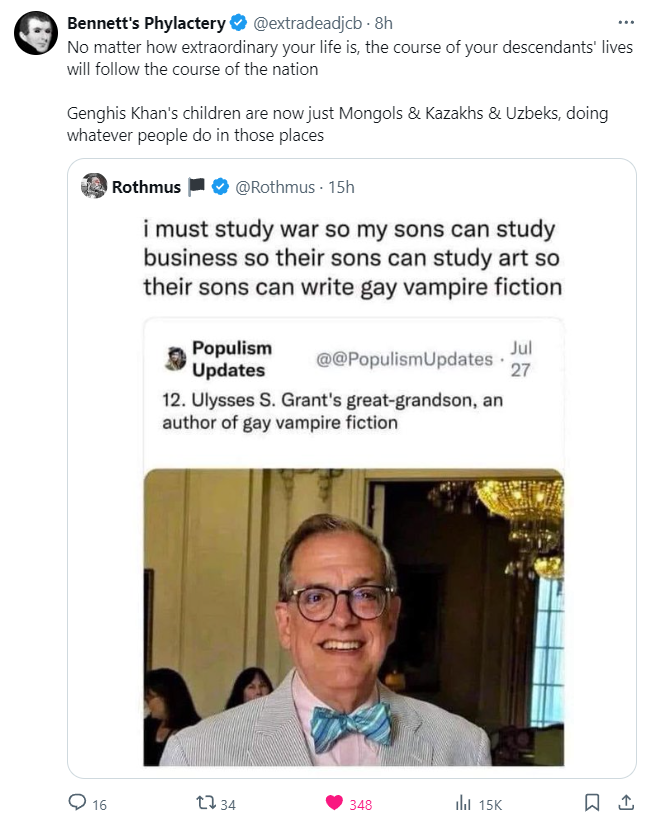 Bennett's Phylactery @extradeadjcb · 8h
No matter how extraordinary your life is, the course of your descendants' lives
will follow the course of the nation
Genghis Khan's children are now just Mongols & Kazakhs & Uzbeks, doing
whatever people do in those places
Rothmus 🏴 @Rothmus · 15h
i must study war so my sons can study
business so their sons can study art so
their sons can write gay vampire fiction
Populism
Updates
@@PopulismUpdates · Jul
27
12. Ulysses S. Grant's great-grandson, an
author of gay vampire fiction
16 34 348 15K